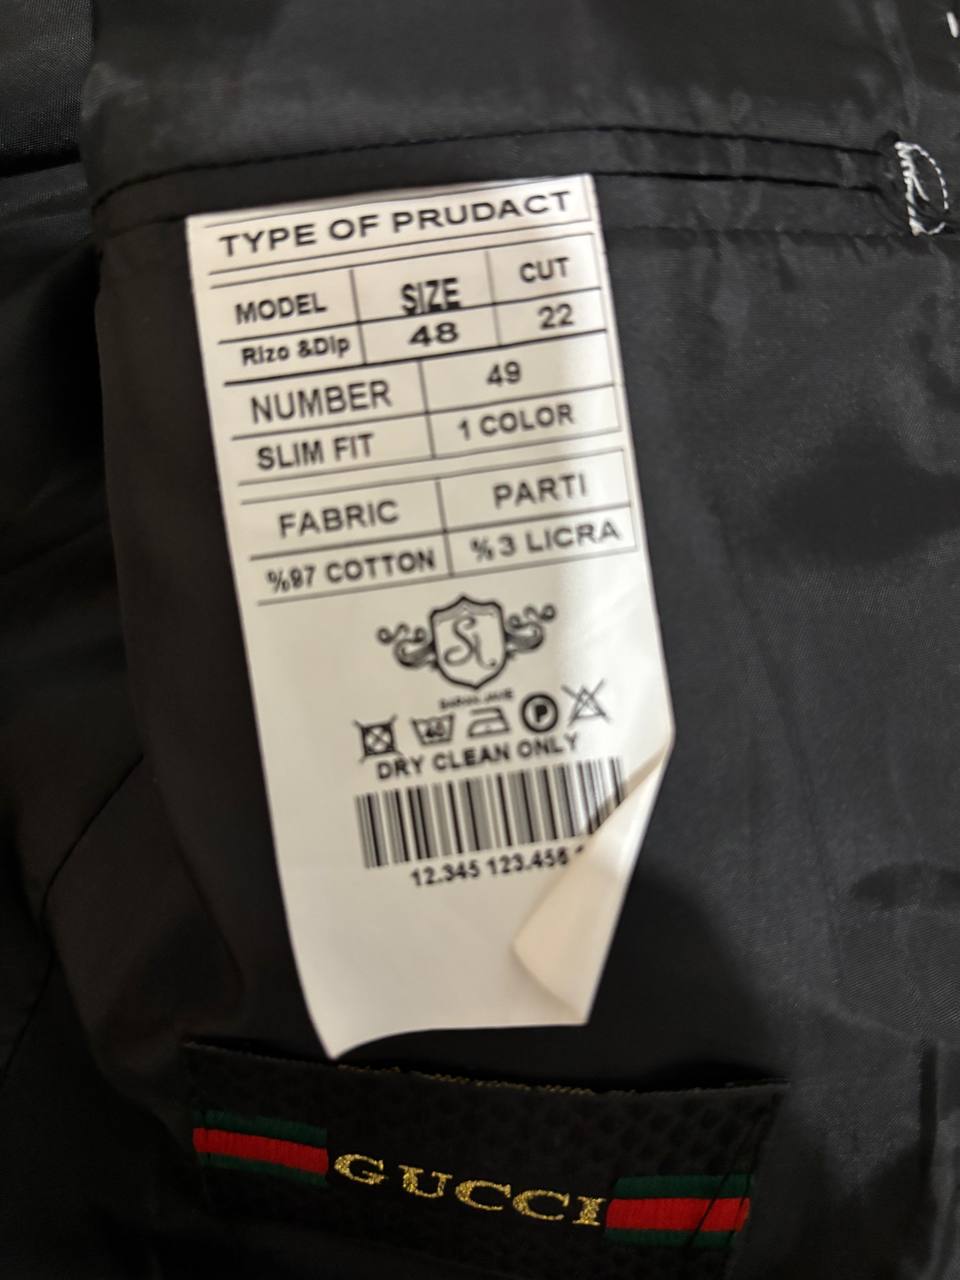 TYPE OF PRUDACT
MODEL SIZE CUT
Rizo &Dip 48 22
NUMBER 49
SLIM FIT 1 COLOR
FABRIC PARTI
%97 COTTON %3 LICRA
40 P
DRY CLEAN ONLY
12.345 123.456
GUCCI